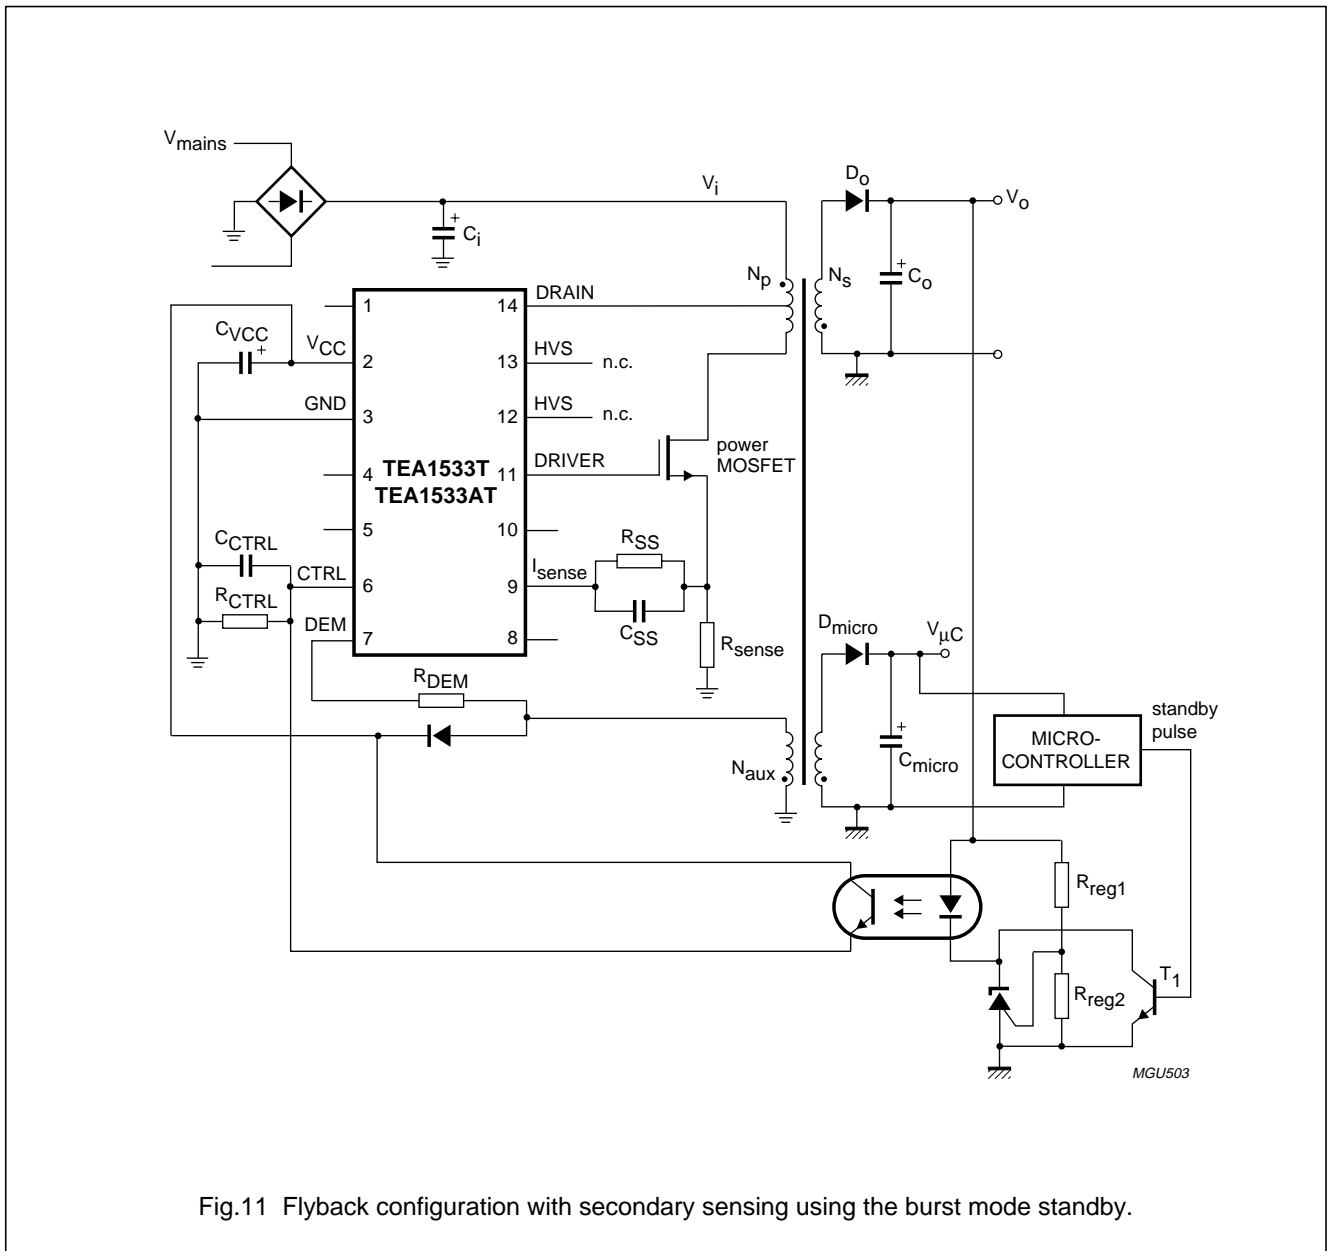 Vmains
Vi
Do
Vo
Ci
Np
Ns
Co
1
14
DRAIN
CVCC
VCC
2
13
HVS
n.c.
GND
3
12
HVS
n.c.
TEA1533T
TEA1533AT
4
11
DRIVER
power
MOSFET
5
10
CCTRL
CTRL
6
9
Isense
RSS
CSS
RCTRL
DEM
7
8
Rsense
RDEM
Dmicro
VμC
standby
pulse
MICRO-
CONTROLLER
Cmicro
Naux
Rreg1
Rreg2
T1
MGU503
Fig.11 Flyback configuration with secondary sensing using the burst mode standby.